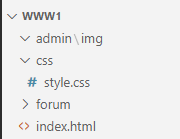 WWW1
admin\img
css
# style.css
forum
<> index.html